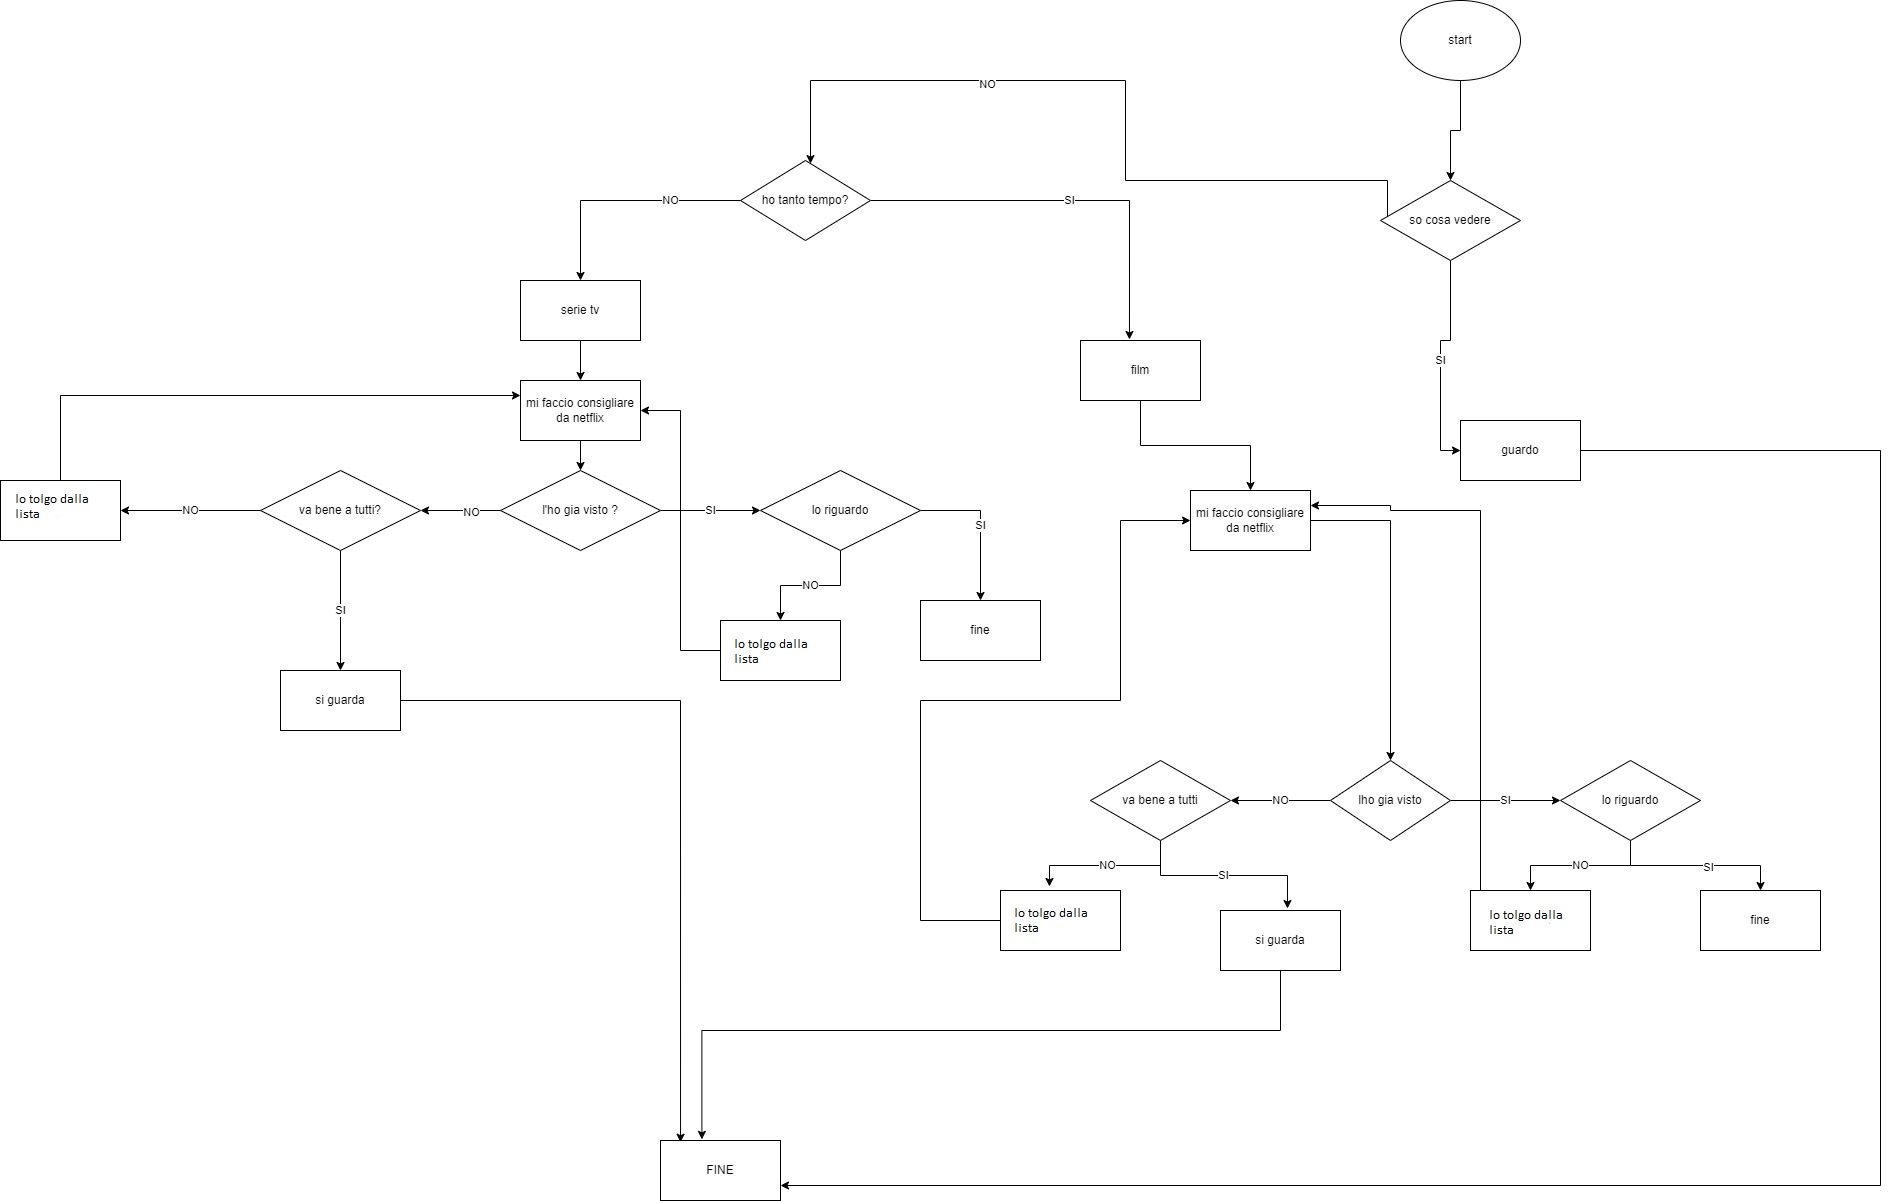 start
NO
ho tanto tempo?
NO
SI
so cosa vedere
serie tv
film
SI
mi faccio consigliare
da netflix
guardo
lo tolgo dalla
lista
NO
va bene a tutti?
NO
l'ho gia visto ?
SI
lo riguardo
SI
mi faccio consigliare
da netflix
NO
SI
fine
lo tolgo dalla
lista
si guarda
va bene a tutti
NO
lho gia visto
SI
lo riguardo
NO
SI
NO
SI
lo tolgo dalla
lista
si guarda
lo tolgo dalla
lista
fine
FINE